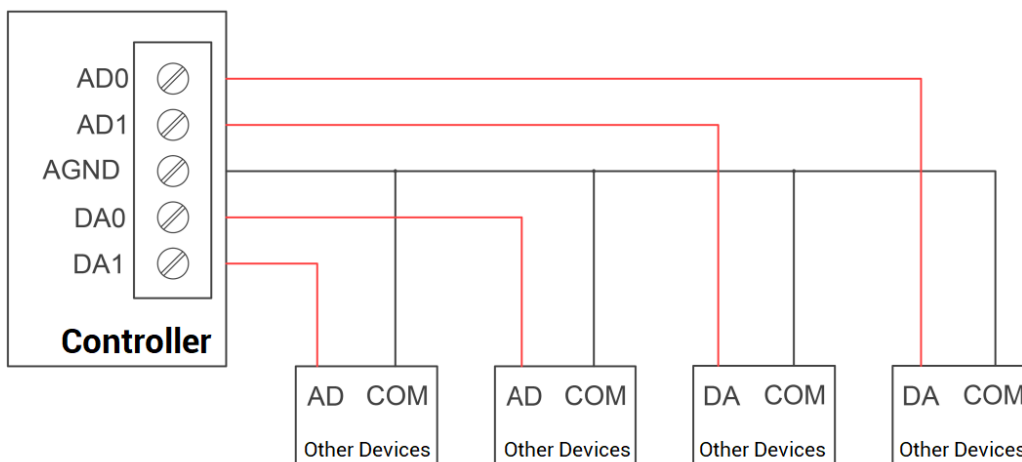 AD0
AD1
AGND
DA0
DA1
Controller
AD COM
Other Devices
AD COM
Other Devices
DA COM
Other Devices
DA COM
Other Devices